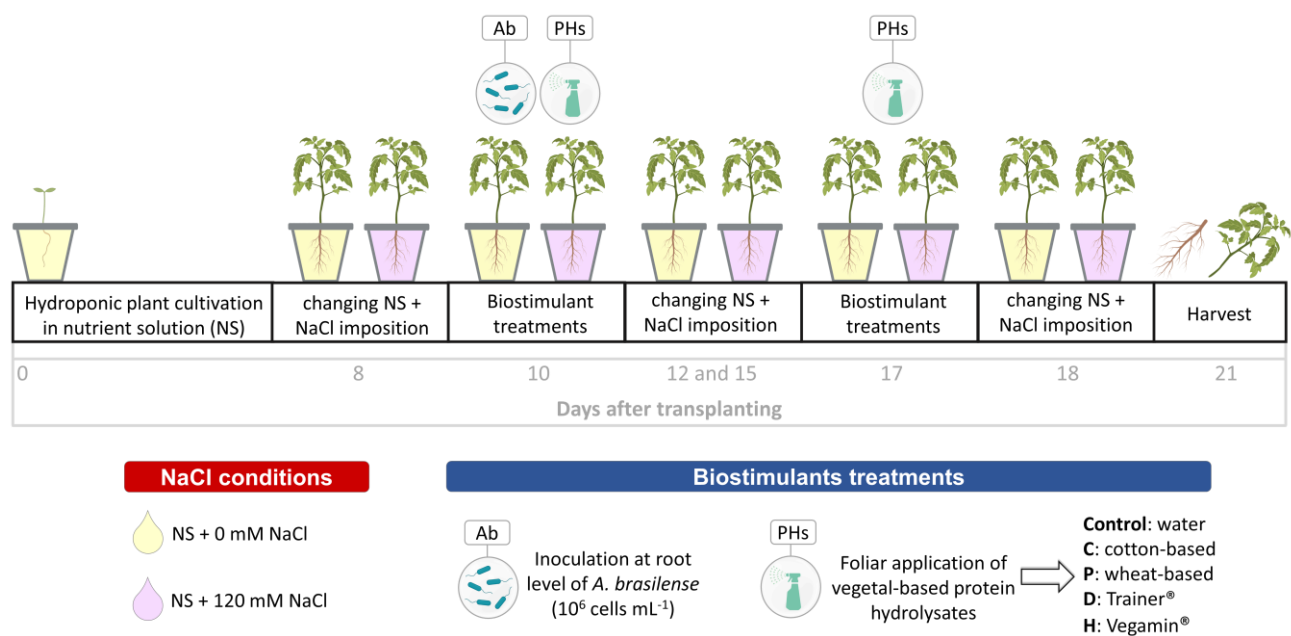 Ab
PHs
PHs
Hydroponic plant cultivation
in nutrient solution (NS)
changing NS +
NaCl imposition
Biostimulant
treatments
changing NS +
NaCl imposition
Biostimulant
treatments
changing NS +
NaCl imposition
Harvest
0
8
10
12 and 15
17
18
21
Days after transplanting
NaCl conditions
NS + 0 mM NaCl
NS + 120 mM NaCl
Biostimulants treatments
Ab
Inoculation at root
level of A. brasilense
(10⁶ cells mL⁻¹)
PHs
Foliar application of
vegetal-based protein
hydrolysates
Control: water
C: cotton-based
P: wheat-based
D: Trainer®
H: Vegamin®